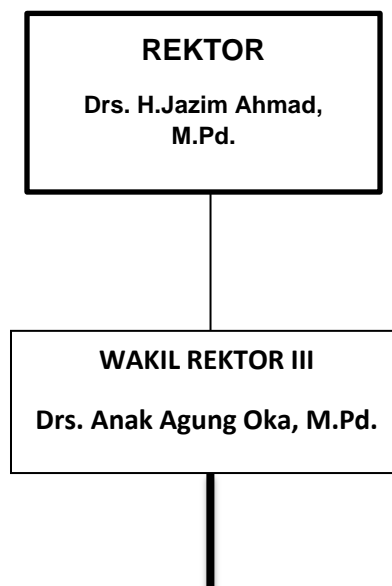 REKTOR
Drs. H.Jazim Ahmad,
M.Pd.
WAKIL REKTOR III
Drs. Anak Agung Oka, M.Pd.